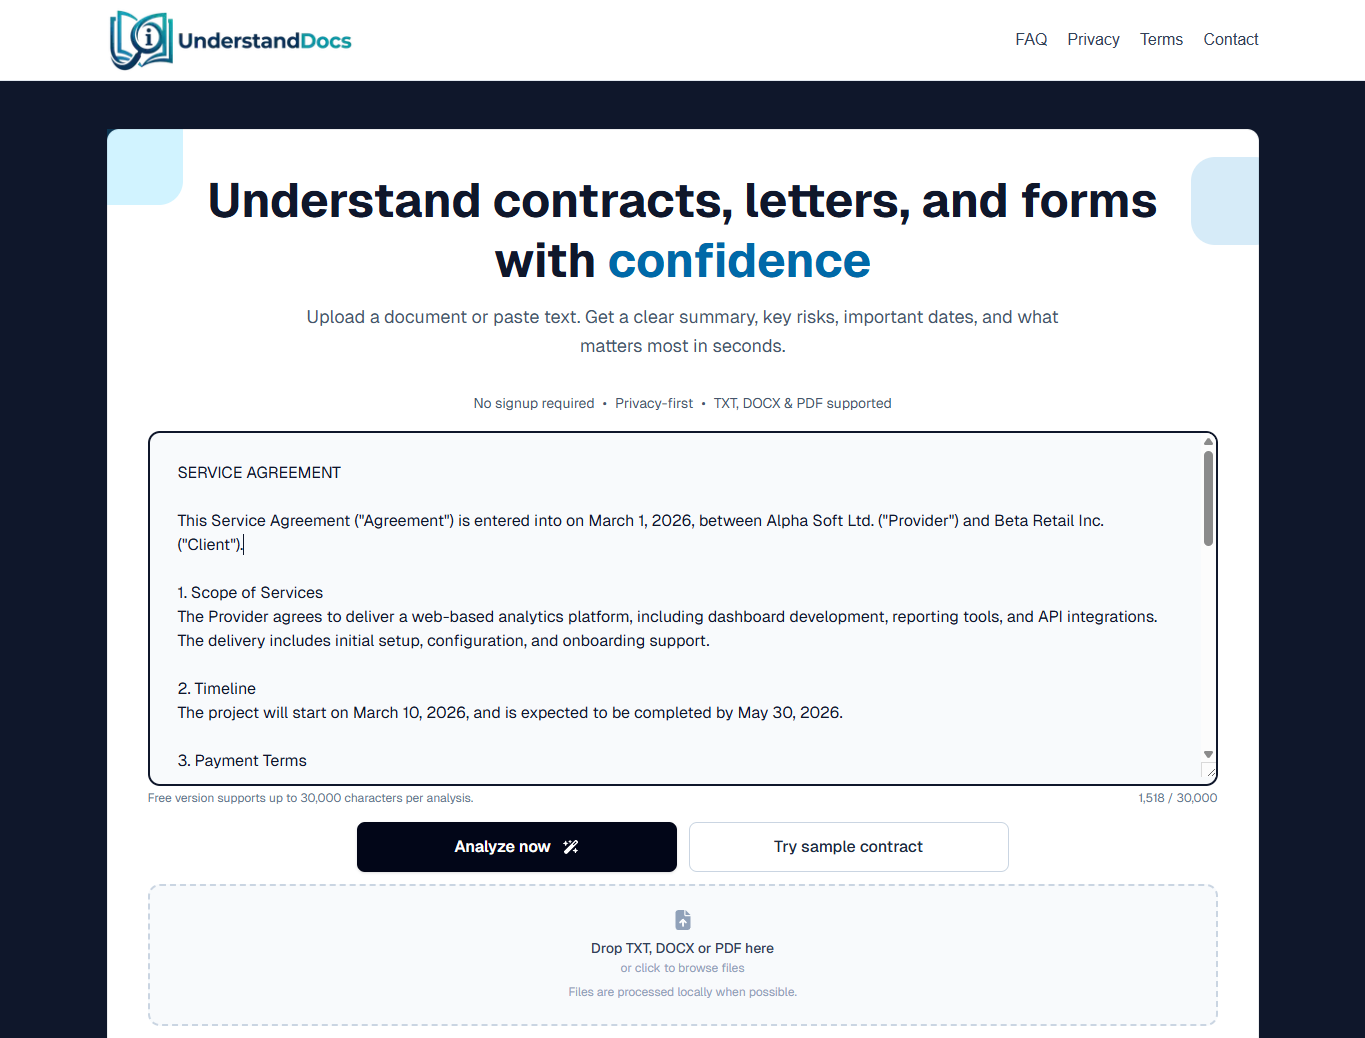 UnderstandDocs
FAQ Privacy Terms Contact
Understand contracts, letters, and forms
with confidence
Upload a document or paste text. Get a clear summary, key risks, important dates, and what
matters most in seconds.
No signup required • Privacy-first • TXT, DOCX & PDF supported
SERVICE AGREEMENT
This Service Agreement ("Agreement") is entered into on March 1, 2026, between Alpha Soft Ltd. ("Provider") and Beta Retail Inc.
("Client").
1. Scope of Services
The Provider agrees to deliver a web-based analytics platform, including dashboard development, reporting tools, and API integrations.
The delivery includes initial setup, configuration, and onboarding support.
2. Timeline
The project will start on March 10, 2026, and is expected to be completed by May 30, 2026.
3. Payment Terms
Free version supports up to 30,000 characters per analysis. 1,518 / 30,000
Analyze now Try sample contract
Drop TXT, DOCX or PDF here
or click to browse files
Files are processed locally when possible.